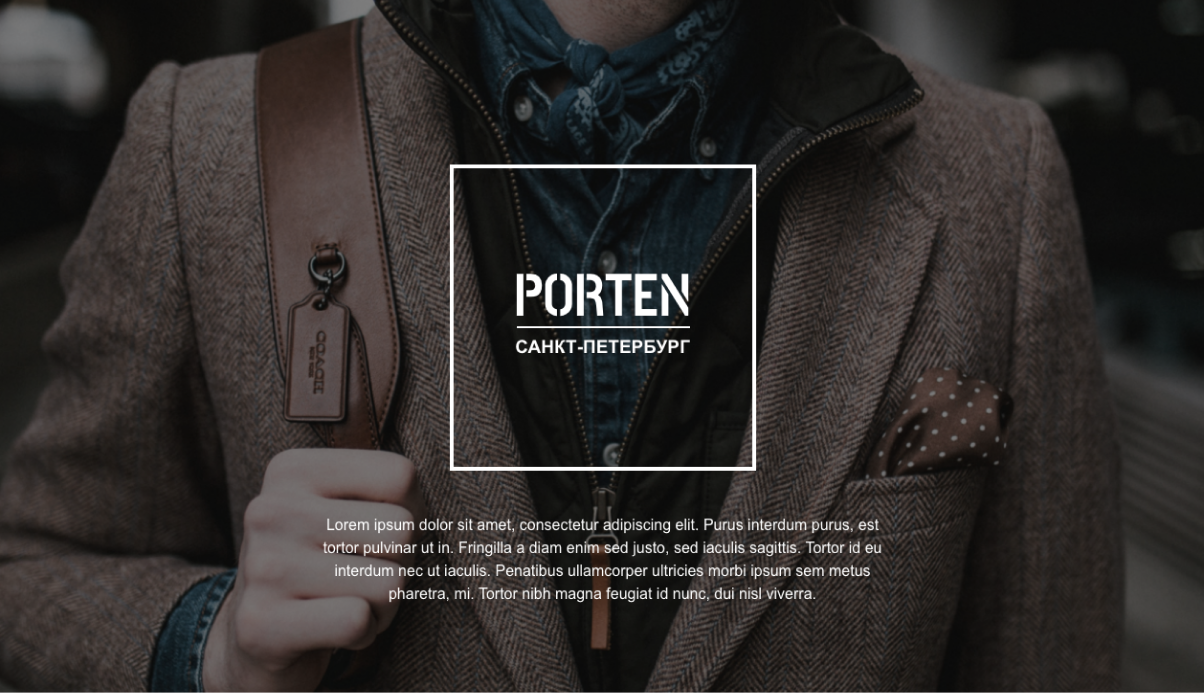 PORTEN
САНКТ-ПЕТЕРБУРГ
COACH
Lorem ipsum dolor sit amet, consectetur adipiscing elit. Purus interdum purus, est
tortor pulvinar ut in. Fringilla a diam enim sed justo, sed iaculis sagittis. Tortor id eu
interdum nec ut iaculis. Penatibus ullamcorper ultricies morbi ipsum sem metus
pharetra, mi. Tortor nibh magna feugiat id nunc, dui nisl viverra.